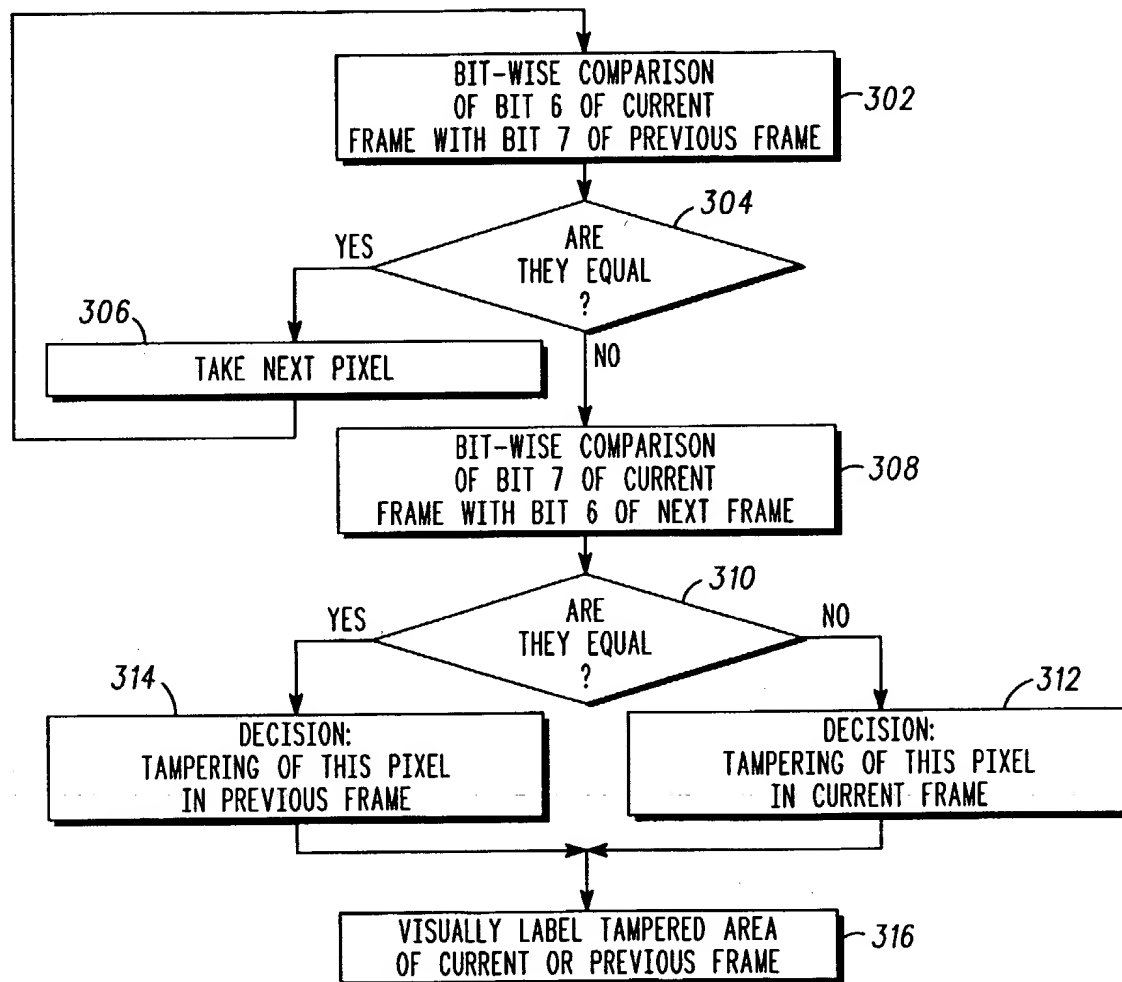 BIT-WISE COMPARISON
OF BIT 6 OF CURRENT
FRAME WITH BIT 7 OF PREVIOUS FRAME
302
304
ARE
THEY EQUAL
?
YES
NO
306
TAKE NEXT PIXEL
BIT-WISE COMPARISON
OF BIT 7 OF CURRENT
FRAME WITH BIT 6 OF NEXT FRAME
308
310
ARE
THEY EQUAL
?
YES
NO
314
DECISION:
TAMPERING OF THIS PIXEL
IN PREVIOUS FRAME
312
DECISION:
TAMPERING OF THIS PIXEL
IN CURRENT FRAME
VISUALLY LABEL TAMPERED AREA
OF CURRENT OR PREVIOUS FRAME
316